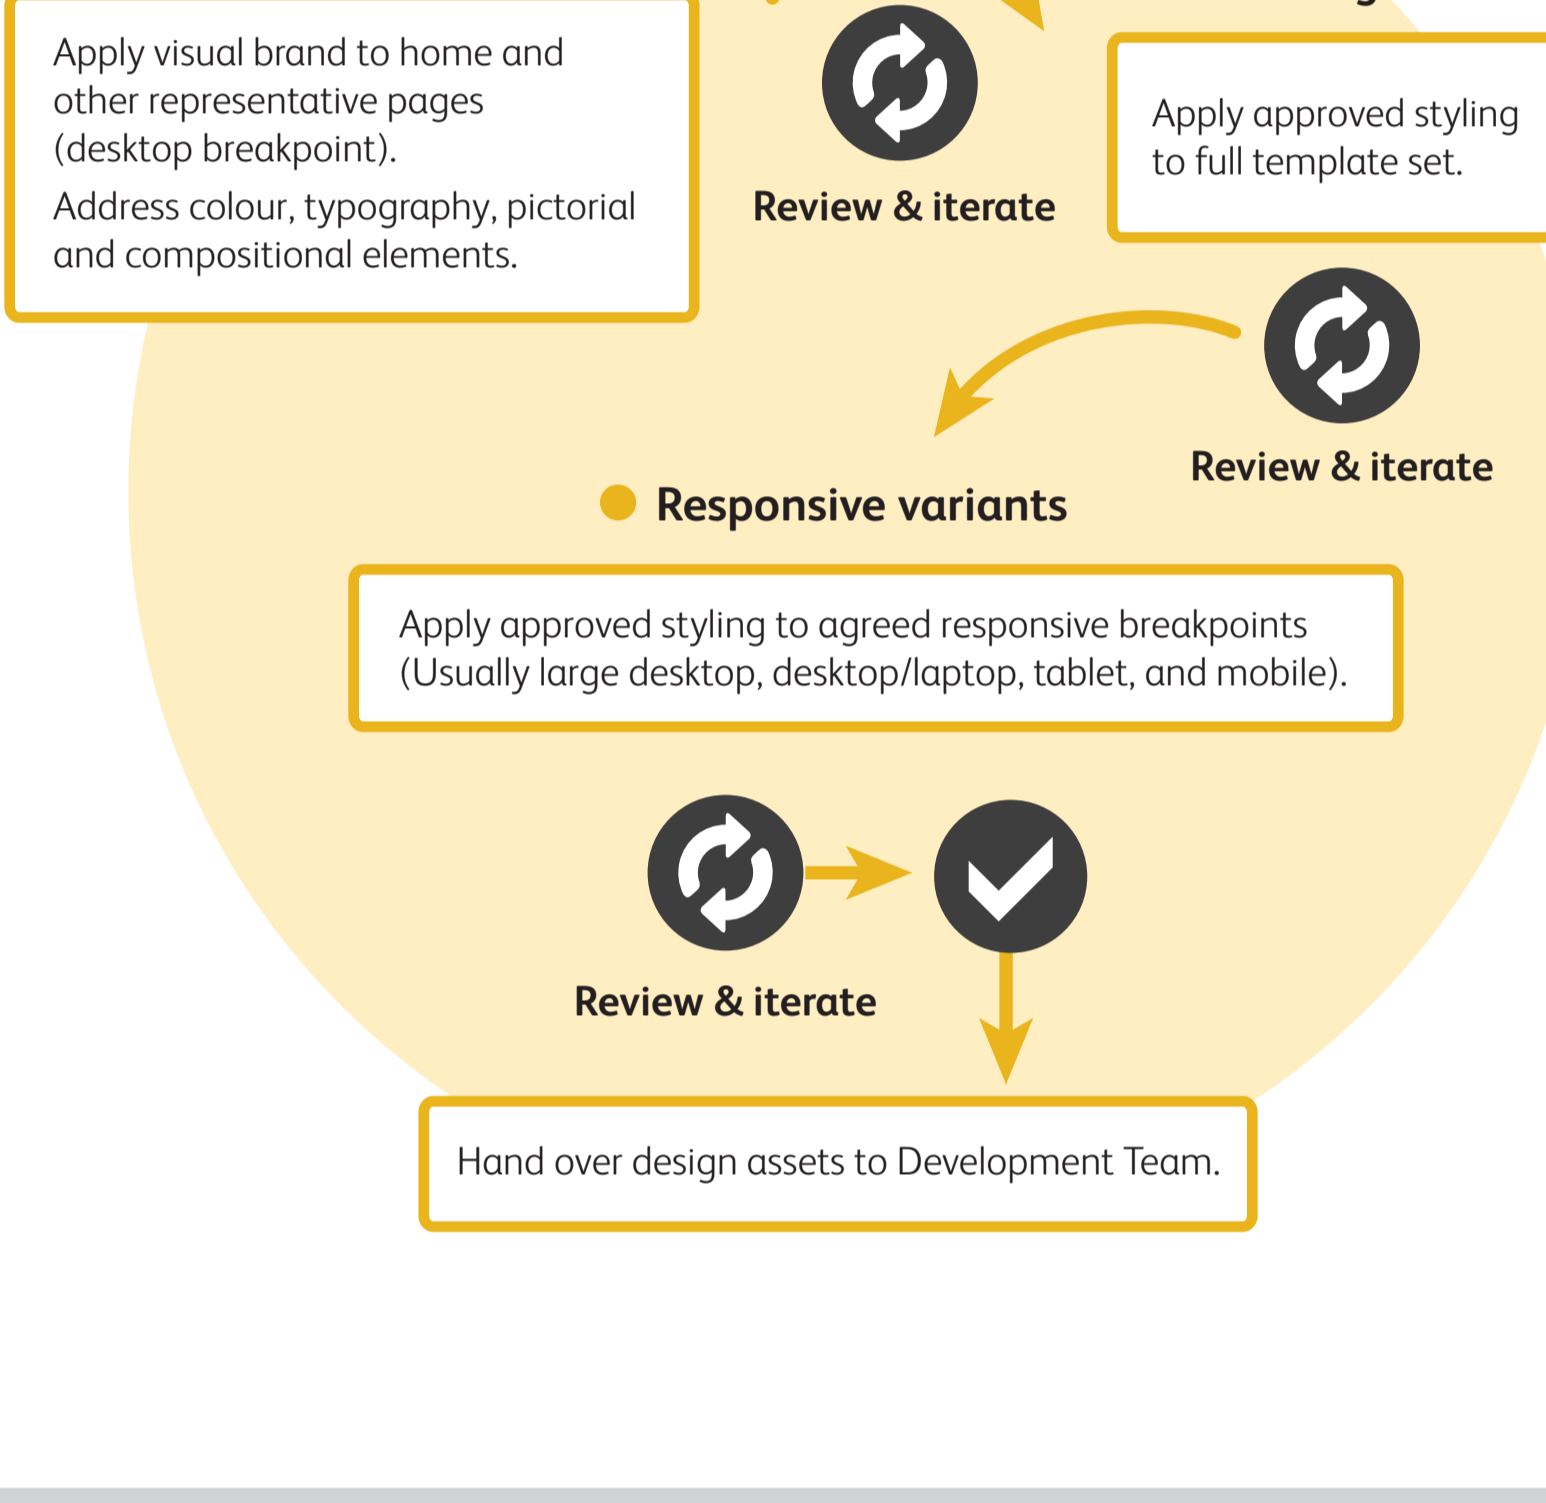 Apply visual brand to home and
other representative pages
(desktop breakpoint).
Address colour, typography, pictorial
and compositional elements.
Review & iterate
Apply approved styling
to full template set.
Review & iterate
Responsive variants
Apply approved styling to agreed responsive breakpoints
(Usually large desktop, desktop/laptop, tablet, and mobile).
Review & iterate
Hand over design assets to Development Team.